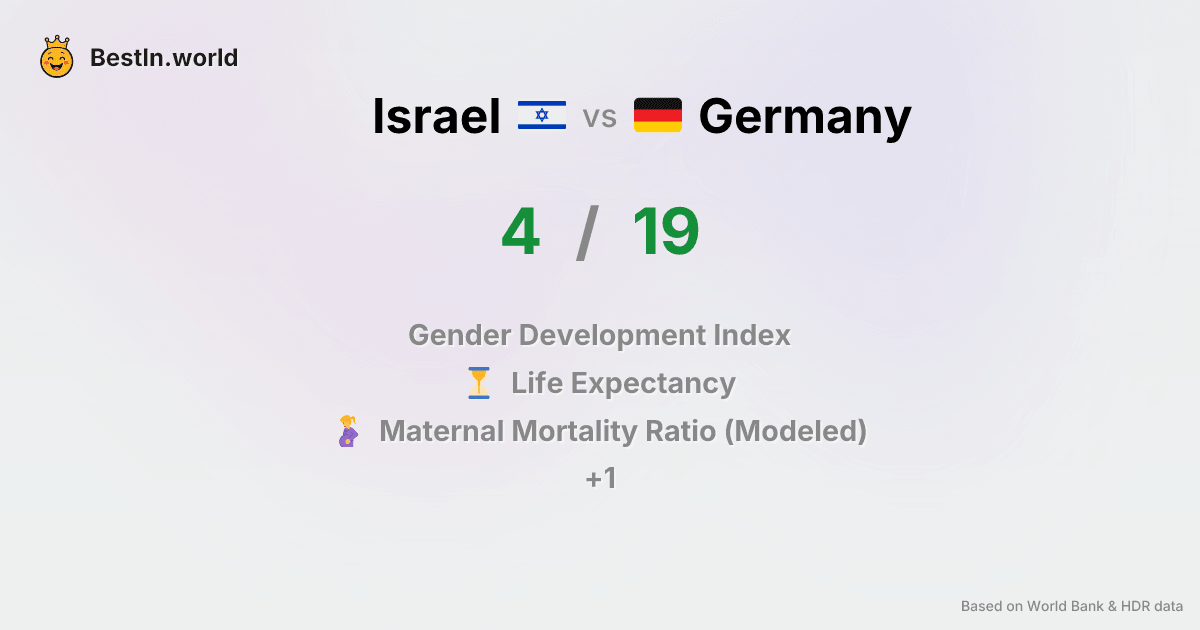 BestIn.world
Israel vs Germany
4 / 19
Gender Development Index
Life Expectancy
Maternal Mortality Ratio (Modeled)
+1
Based on World Bank & HDR data